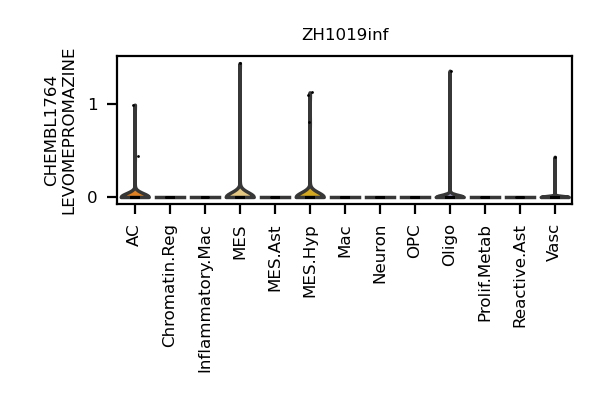 ZH1019inf
CHEMBL1764
LEVOMEPROMAZINE
1
0
AC
Chromatin.Reg
Inflammatory.Mac
MES
MES.Ast
MES.Hyp
Mac
Neuron
OPC
Oligo
Prolif.Metab
Reactive.Ast
Vasc